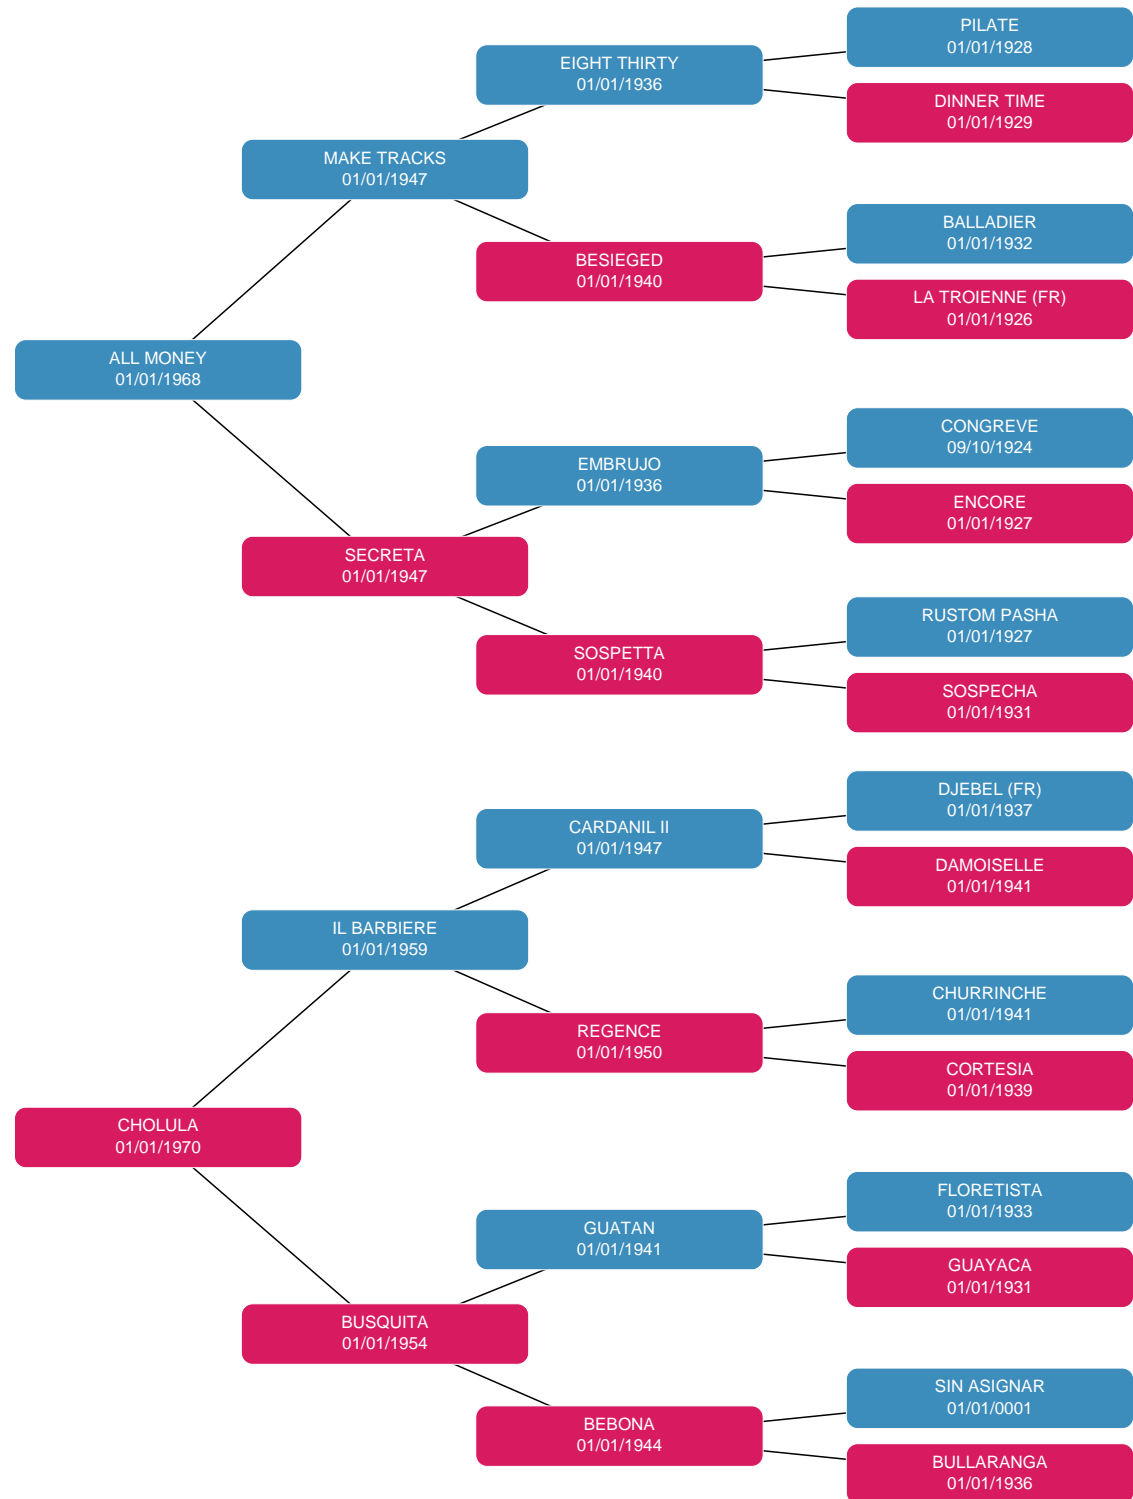 PILATE
01/01/1928
EIGHT THIRTY
01/01/1936
DINNER TIME
01/01/1929
MAKE TRACKS
01/01/1947
BALLADIER
01/01/1932
BESIEGED
01/01/1940
LA TROIENNE (FR)
01/01/1926
ALL MONEY
01/01/1968
CONGREVE
09/10/1924
EMBRUJO
01/01/1936
ENCORE
01/01/1927
SECRETA
01/01/1947
RUSTOM PASHA
01/01/1927
SOSPETTA
01/01/1940
SOSPECHA
01/01/1931
DJEBEL (FR)
01/01/1937
CARDANIL II
01/01/1947
DAMOISELLE
01/01/1941
IL BARBIERE
01/01/1959
CHURRINCHE
01/01/1941
REGENCE
01/01/1950
CORTESIA
01/01/1939
CHOLULA
01/01/1970
FLORETISTA
01/01/1933
GUATAN
01/01/1941
GUAYACA
01/01/1931
BUSQUITA
01/01/1954
SIN ASIGNAR
01/01/0001
BEBONA
01/01/1944
BULLARANGA
01/01/1936